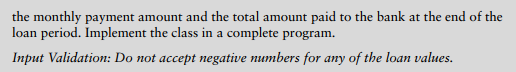 the monthly payment amount and the total amount paid to the bank at the end of the
loan period. Implement the class in a complete program.
Input Validation: Do not accept negative numbers for any of the loan values.